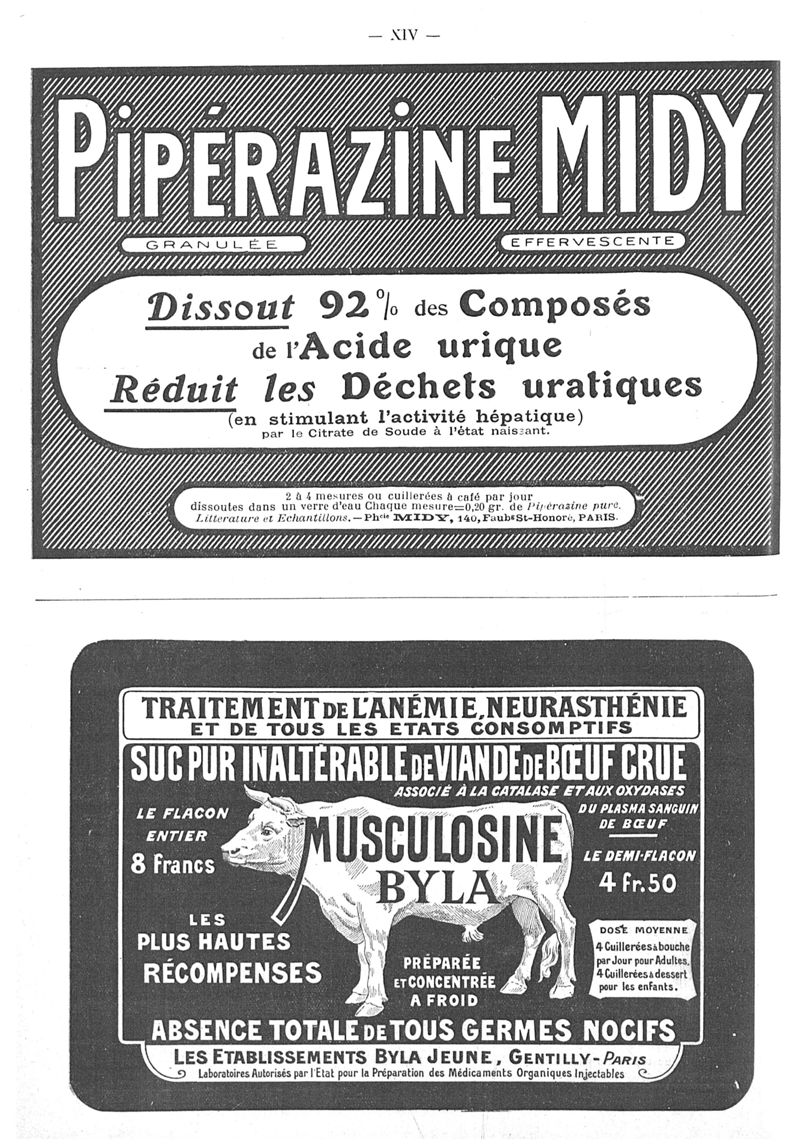 — XIV —
PIPÉRAZINE MIDY
GRANULÉE
EFFERVESCENTE
Dissout 92% des Composés
de l'Acide urique
Réduit les Déchets uratiques
(en stimulant l'activité hépatique)
par le Citrate de Soude à l'état naissant.
2 à 4 mesures ou cuillerées à café par jour
dissoutes dans un verre d'eau Chaque mesure=0,20 gr. de Pipérazine pure.
Litterature et Echantillons. — Phcie MIDY, 140, Faubg St-Honoré, PARIS.
TRAITEMENT DE L'ANÉMIE, NEURASTHÉNIE
ET DE TOUS LES ETATS CONSOMPTIFS
SUC PUR INALTÉRABLE DE VIANDE DE BŒUF CRUE
ASSOCIÉ À LA CATALASE ET AUX OXYDASES
DU PLASMA SANGUIN
DE BŒUF
LE FLACON
ENTIER
8 Francs
MUSCULOSINE
BYLA
LE DEMI-FLACON
4 fr. 50
LES
PLUS HAUTES
RÉCOMPENSES
PRÉPARÉE
ET CONCENTRÉE
A FROID
DOSE MOYENNE
4 Cuillerées à bouche
par Jour pour Adultes,
4 Cuillerées à dessert
pour les enfants.
ABSENCE TOTALE DE TOUS GERMES NOCIFS
LES ETABLISSEMENTS BYLA JEUNE, GENTILLY - PARIS
Laboratoires Autorisés par l'Etat pour la Préparation des Médicaments Organiques Injectables